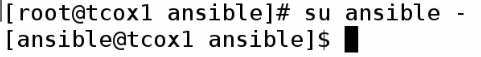 [root@tcox1 ansible]# su ansible -
[ansible@tcox1 ansible]$